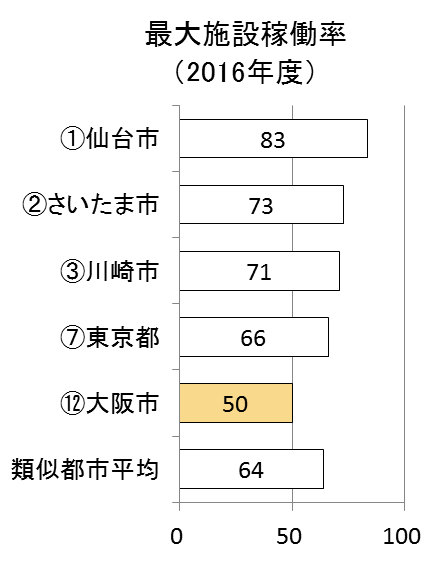 最大施設稼働率
（2016年度）
①仙台市 83
②さいたま市 73
③川崎市 71
⑦東京都 66
⑫大阪市 50
類似都市平均 64
0 50 100